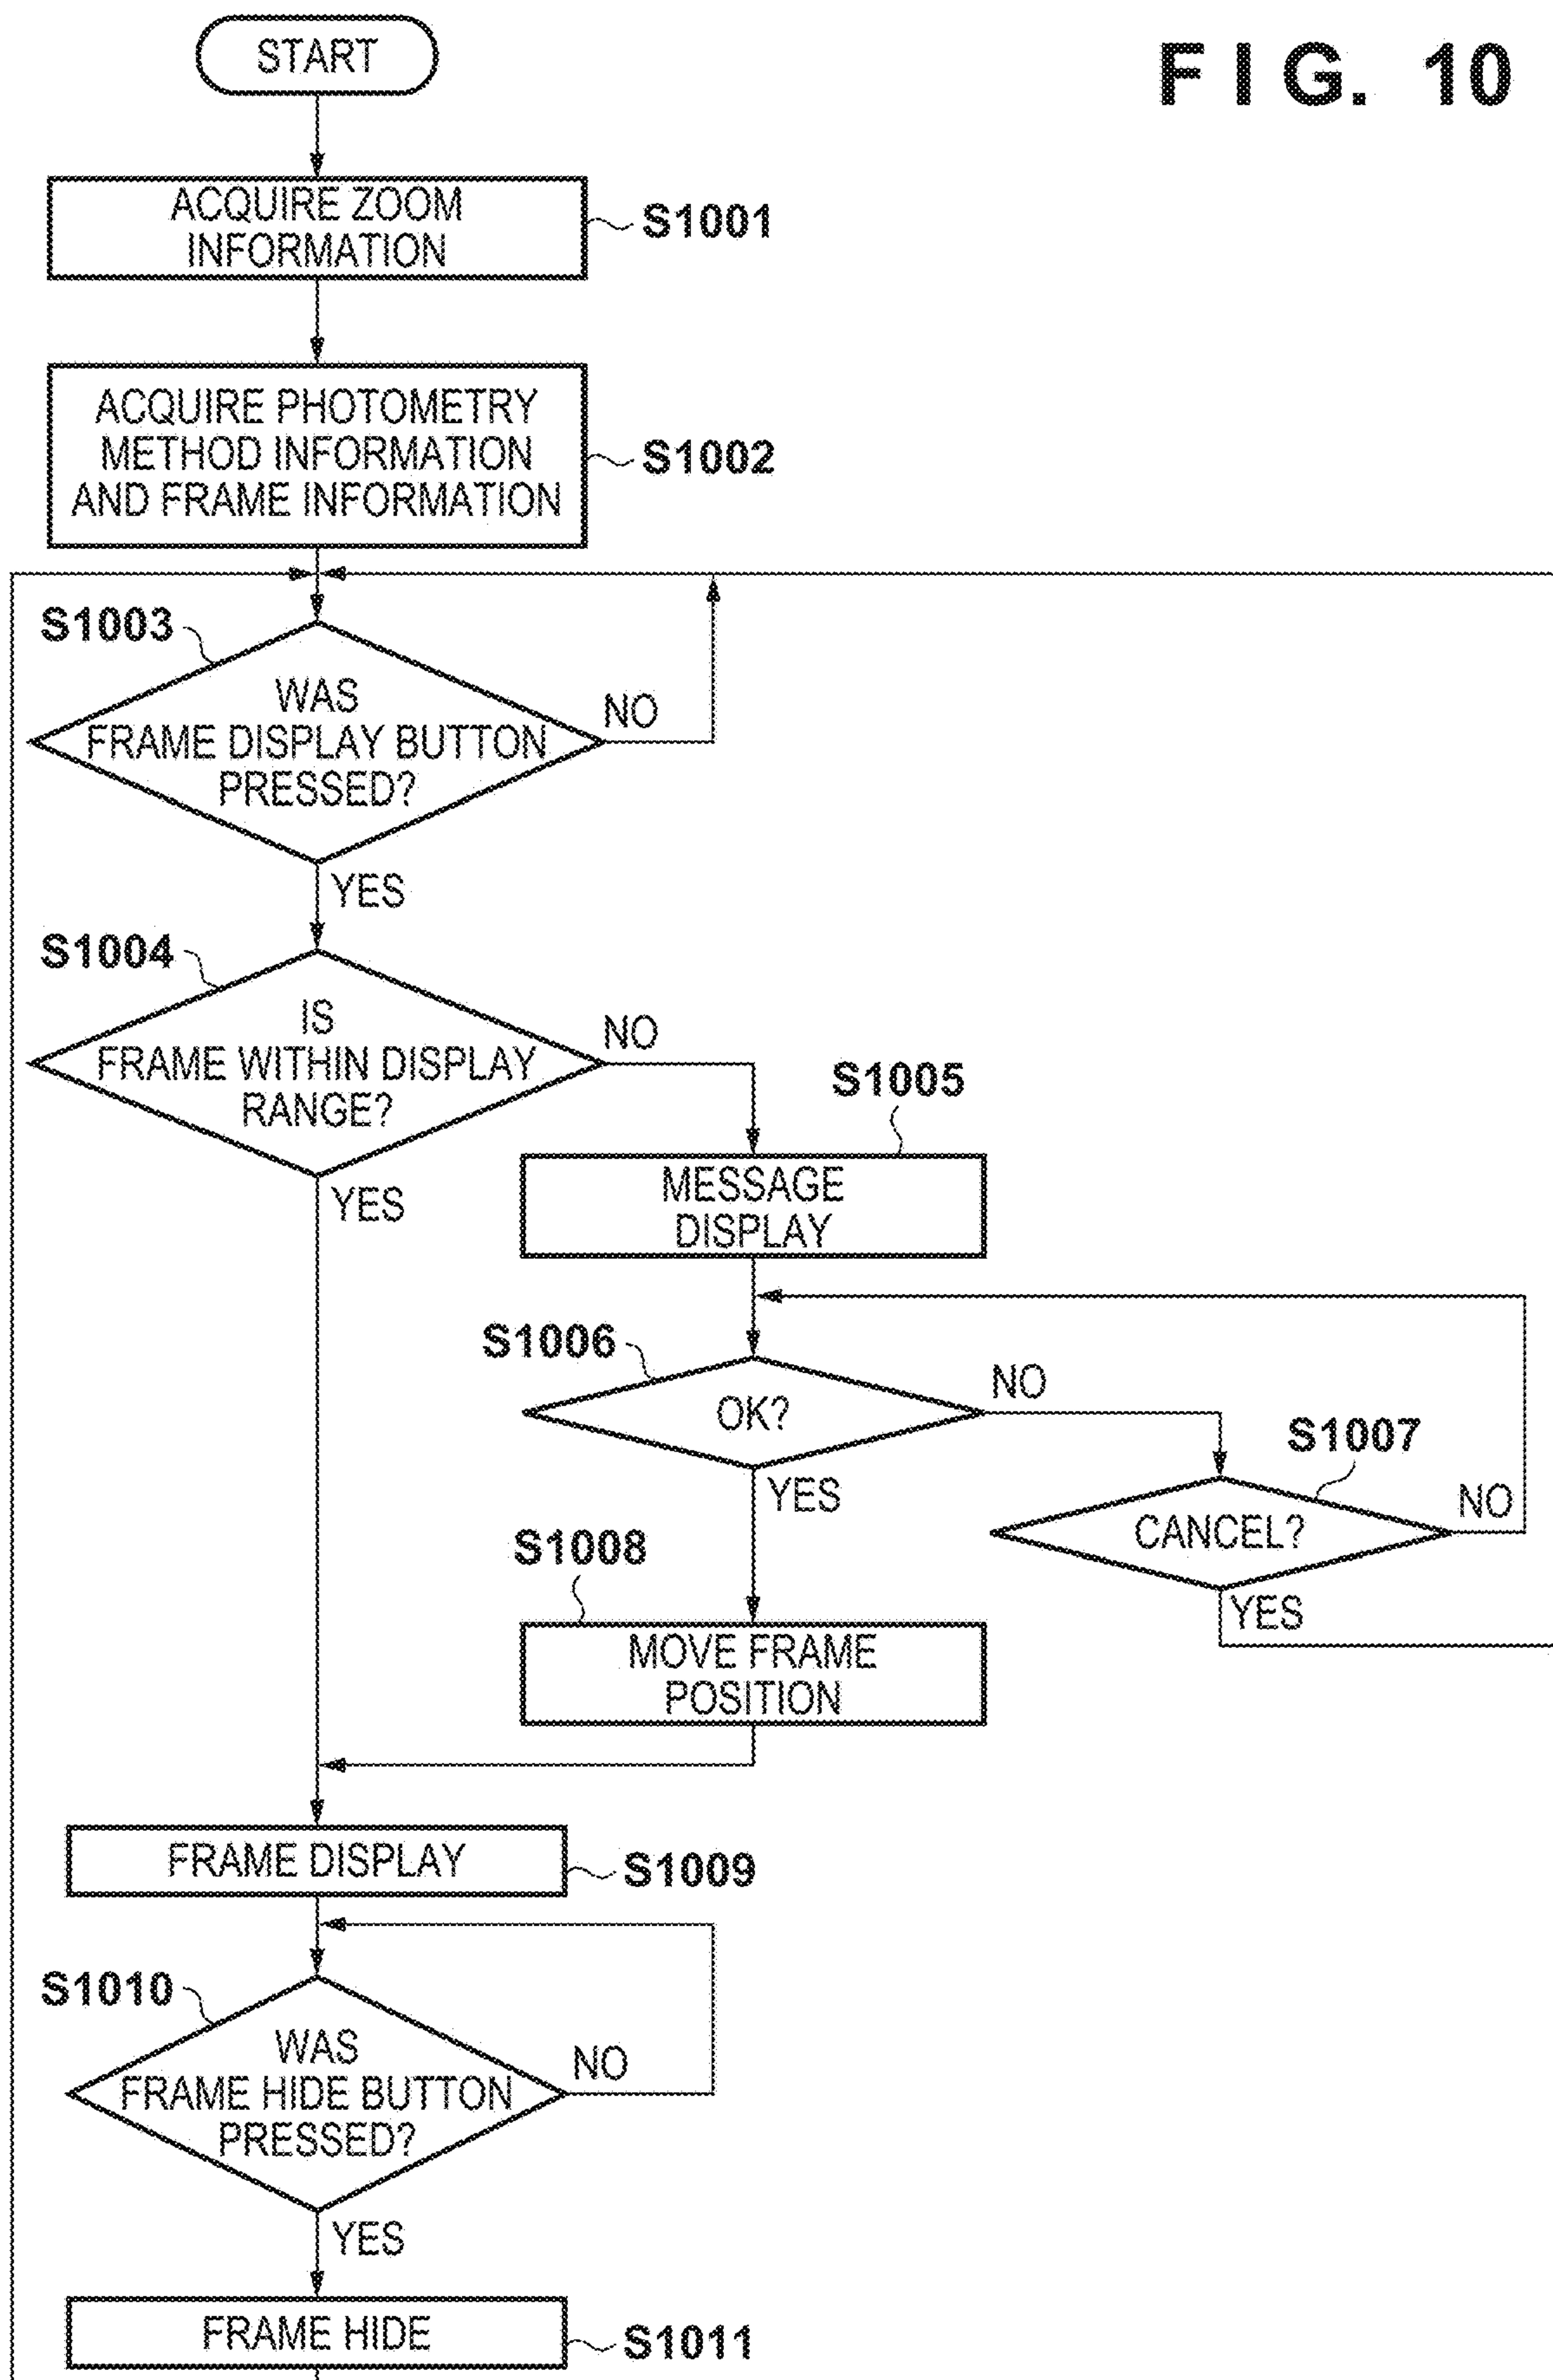 FIG. 10
START
ACQUIRE ZOOM
INFORMATION
S1001
ACQUIRE PHOTOMETRY
METHOD INFORMATION
AND FRAME INFORMATION
S1002
S1003
WAS
FRAME DISPLAY BUTTON
PRESSED?
NO
YES
S1004
IS
FRAME WITHIN DISPLAY
RANGE?
NO
YES
S1005
MESSAGE
DISPLAY
S1006
OK?
NO
YES
S1007
CANCEL?
NO
YES
S1008
MOVE FRAME
POSITION
FRAME DISPLAY
S1009
S1010
WAS
FRAME HIDE BUTTON
PRESSED?
NO
YES
FRAME HIDE
S1011